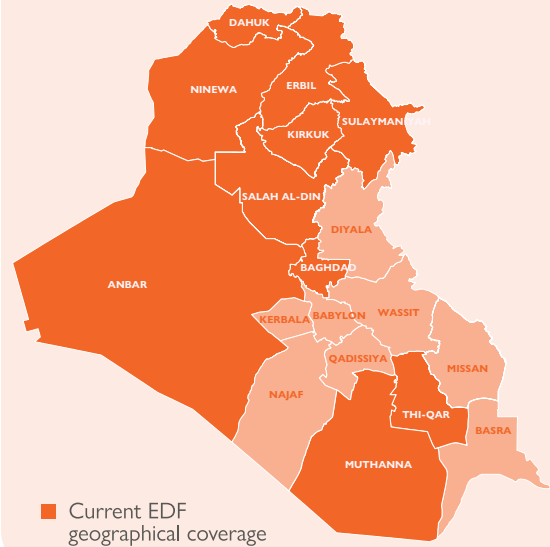 DAHUK
NINEWA
ERBIL
SULAYMANIYAH
KIRKUK
SALAH AL-DIN
DIYALA
BAGHDAD
ANBAR
KERBALA
BABYLON
WASSIT
QADISSIYA
MISSAN
NAJAF
THI-QAR
BASRA
MUTHANNA
Current EDF
geographical coverage